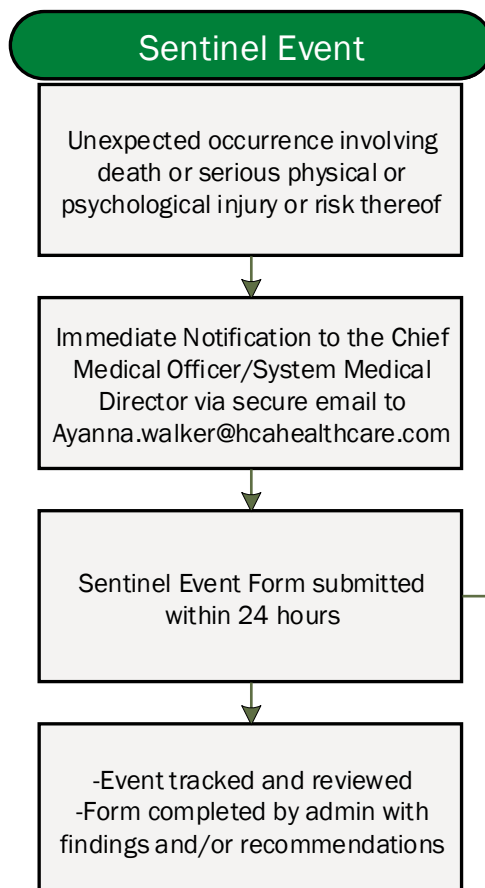 Sentinel Event
Unexpected occurrence involving
death or serious physical or
psychological injury or risk thereof
Immediate Notification to the Chief
Medical Officer/System Medical
Director via secure email to
Ayanna.walker@hcahealthcare.com
Sentinel Event Form submitted
within 24 hours
-Event tracked and reviewed
-Form completed by admin with
findings and/or recommendations